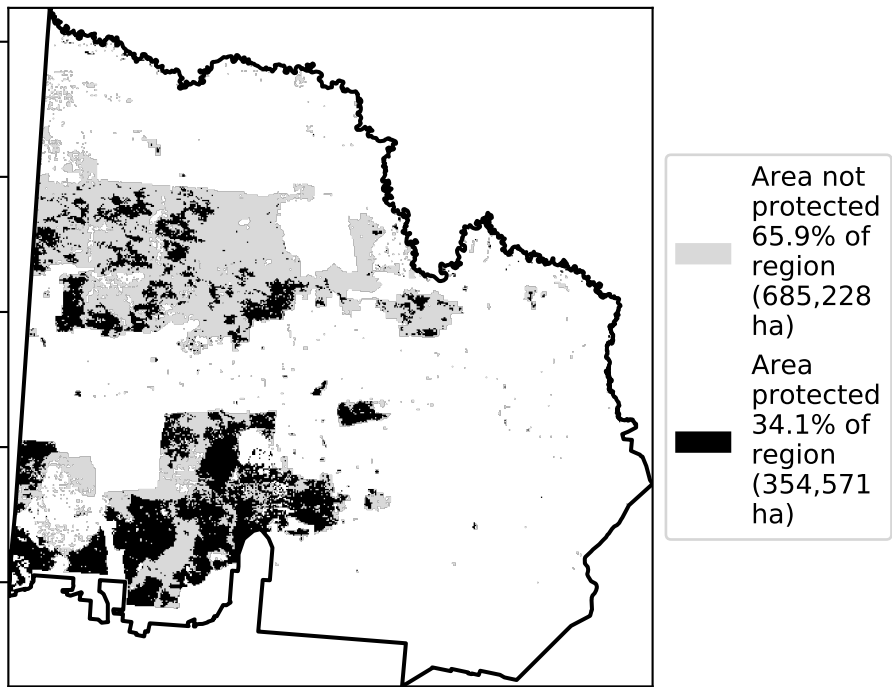 Area not
protected
65.9% of
region
(685,228
ha)
Area
protected
34.1% of
region
(354,571
ha)